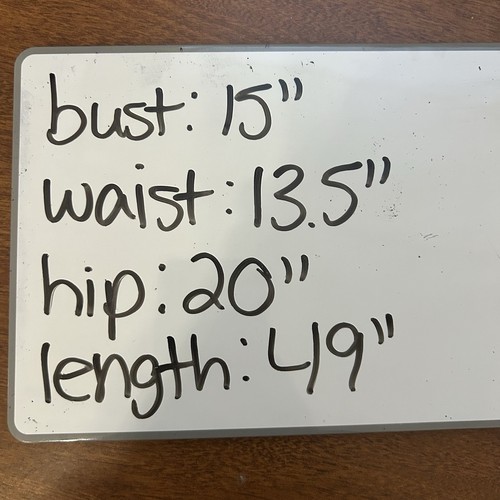 bust: 15"
waist: 13.5"
hip: 20"
length: 49"